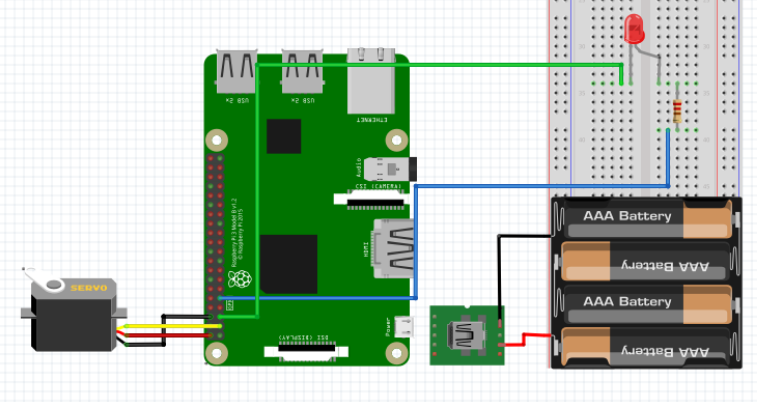 USB 2x
USB 2x
ETHERNET
Audio
CSI (CAMERA)
Raspberry Pi 3 Model B v1.2
© Raspberry Pi 2015
HDMI
Power
DSI (DISPLAY)
SERVO
AAA Battery
AAA Battery
AAA Battery
AAA Battery